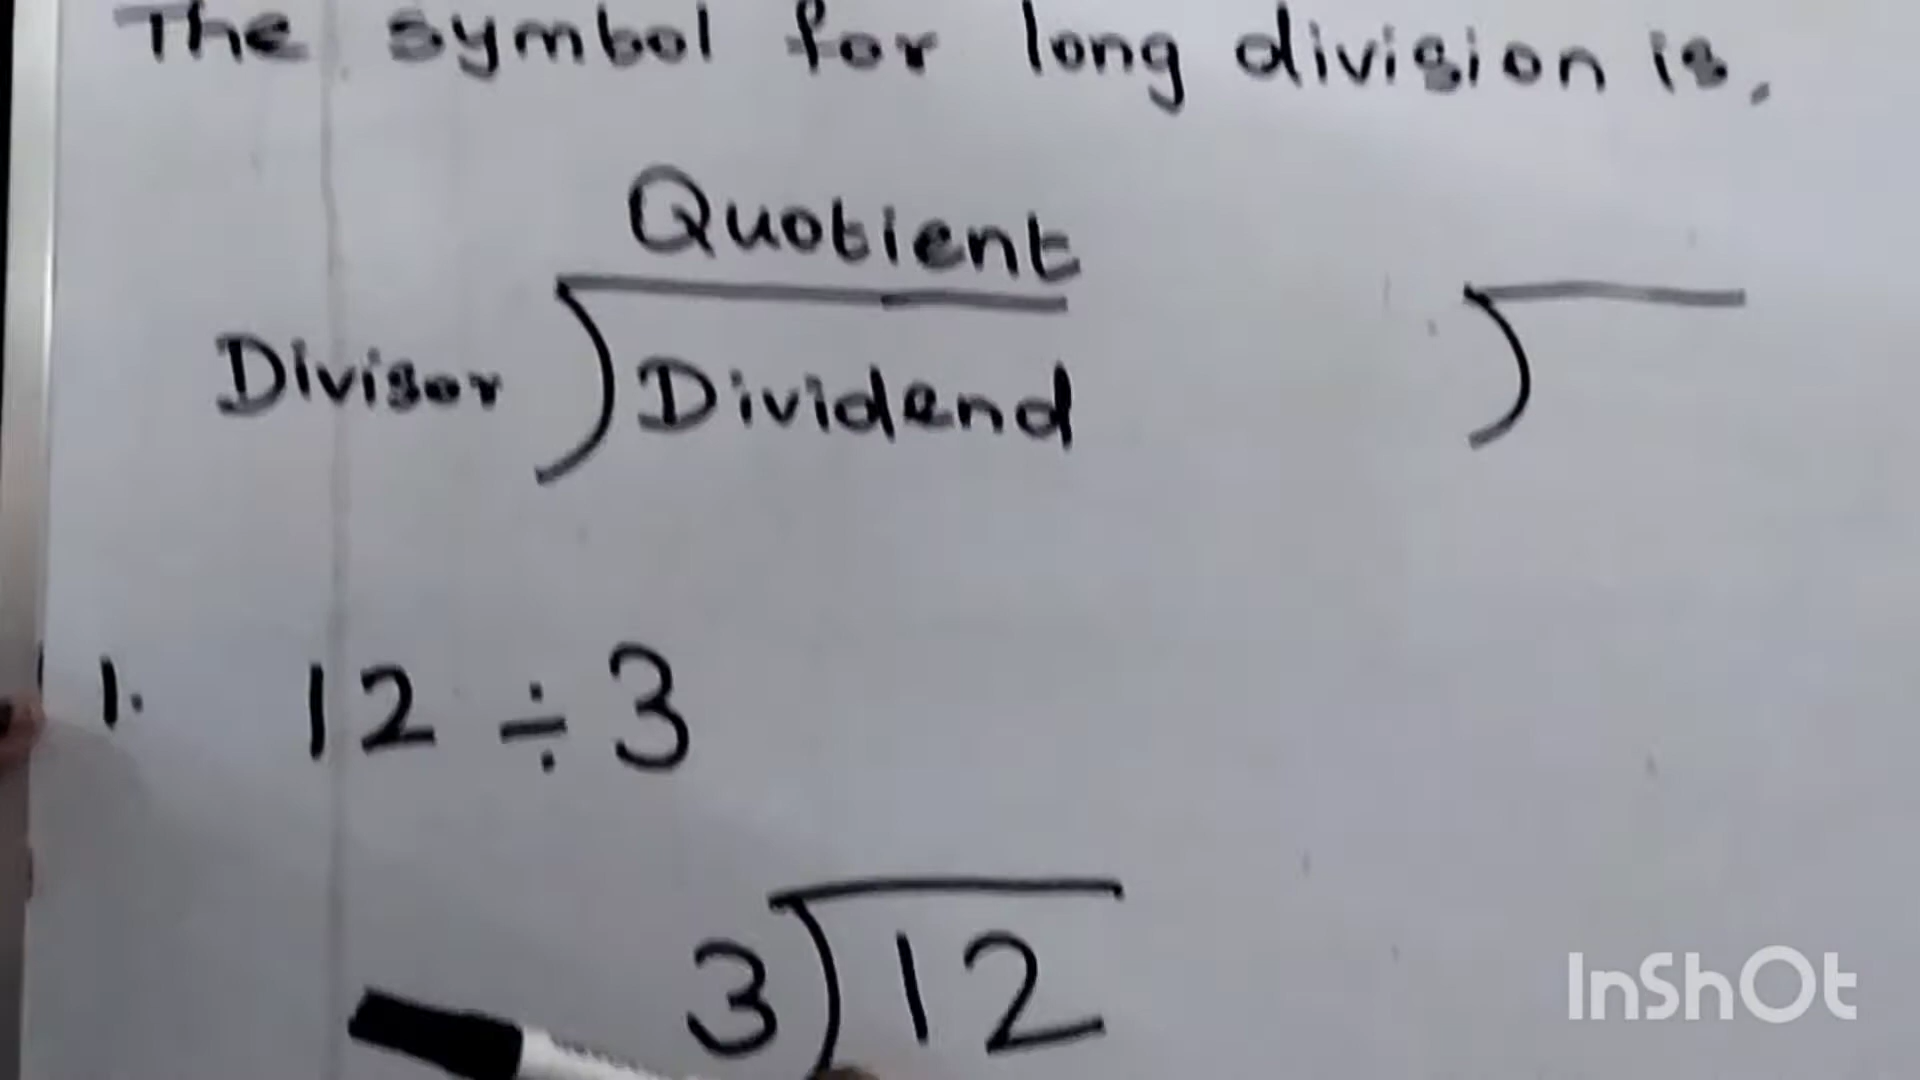 The symbol for long division is.
Quotient
Divisor ) Dividend
1. 12 ÷ 3
3 ) 12
InShOt